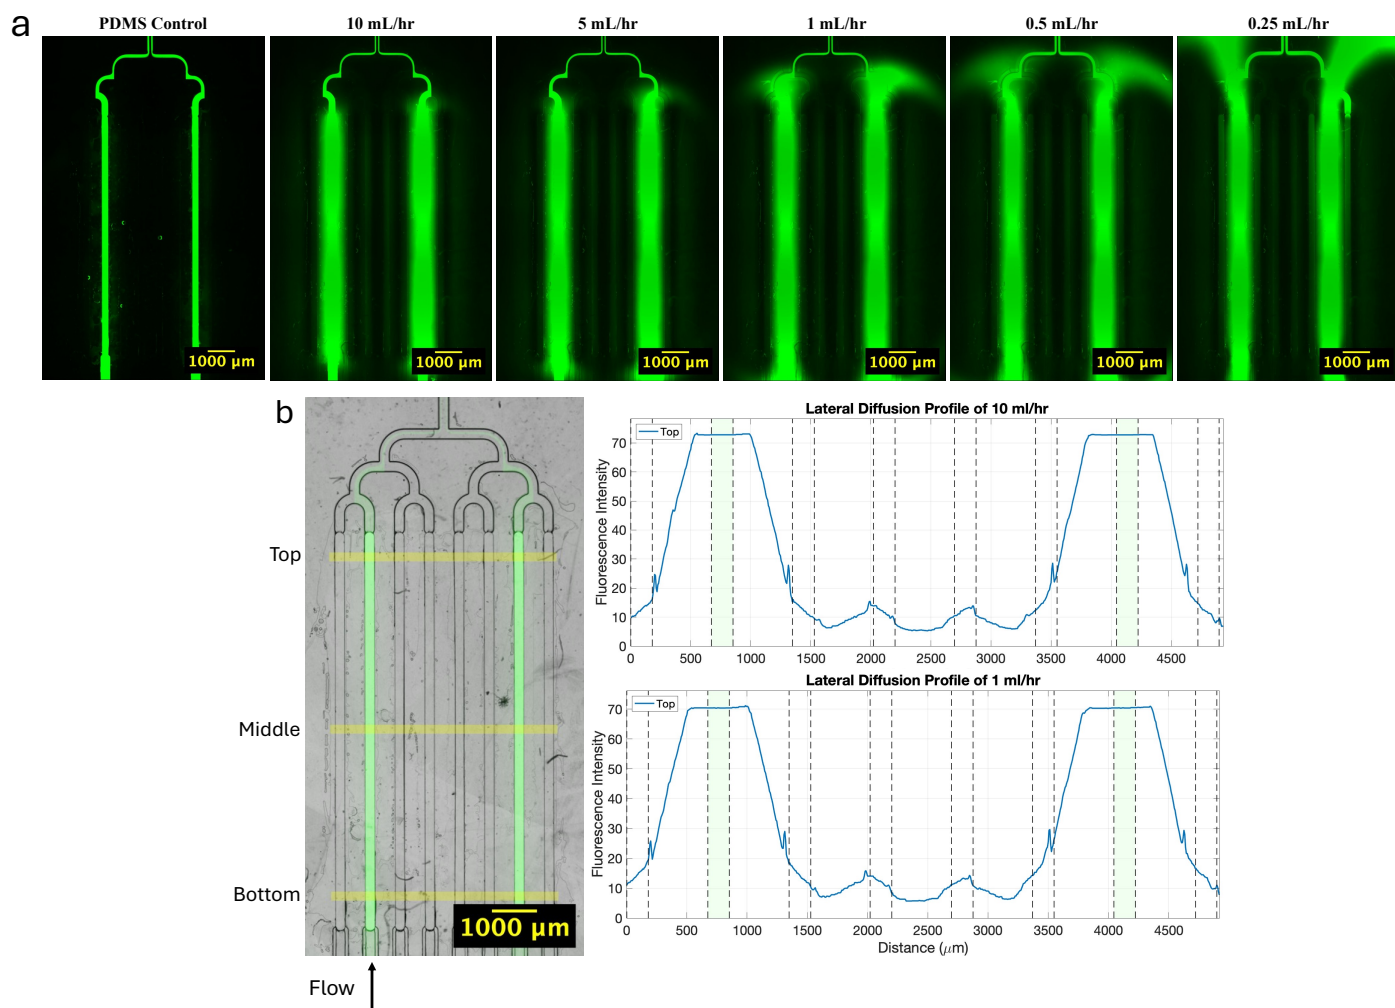 a
PDMS Control
10 mL/hr
5 mL/hr
1 mL/hr
0.5 mL/hr
0.25 mL/hr
1000 µm
1000 µm
1000 µm
1000 µm
1000 µm
1000 µm
b
Top
Middle
Bottom
1000 µm
Flow
Lateral Diffusion Profile of 10 ml/hr
Top
Fluorescence Intensity
70
60
50
40
30
20
10
0
0 500 1000 1500 2000 2500 3000 3500 4000 4500
Lateral Diffusion Profile of 1 ml/hr
Top
Fluorescence Intensity
70
60
50
40
30
20
10
0
0 500 1000 1500 2000 2500 3000 3500 4000 4500
Distance (µm)